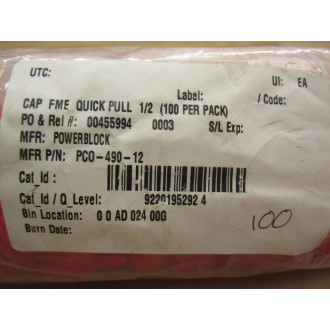 UTC: UI: EA
Label: / Code:
CAP FME QUICK PULL 1/2 (100 PER PACK)
PO & Rel #: 00455994 0003 S/L Exp:
MFR: POWERBLOCK
MFR P/N: PCO-490-12
Cat_Id :
Cat_Id / Q_Level: 9220195292 4
Bin Location: 0 0 AD 024 00G
Burn Date:
100